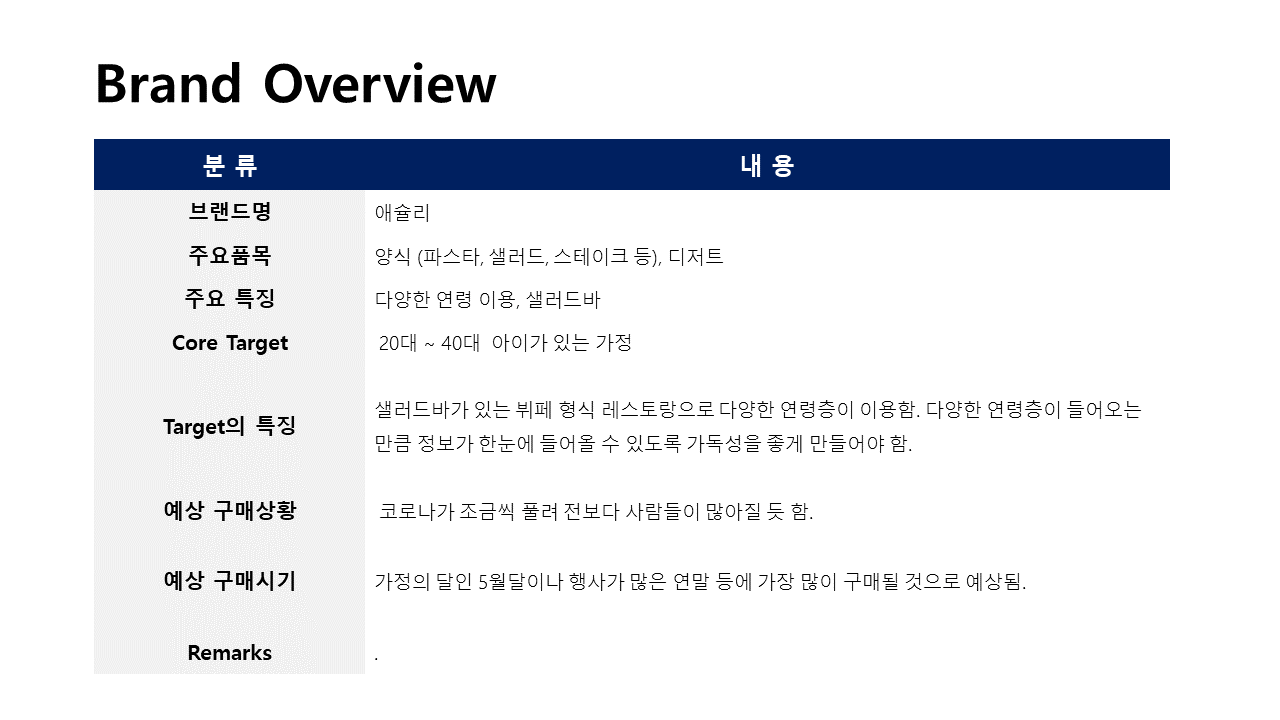 Brand Overview
분 류 내 용
브랜드명 애슐리
주요품목 양식 (파스타, 샐러드, 스테이크 등), 디저트
주요 특징 다양한 연령 이용, 샐러드바
Core Target 20대 ~ 40대 아이가 있는 가정
Target의 특징 샐러드바가 있는 뷔페 형식 레스토랑으로 다양한 연령층이 이용함. 다양한 연령층이 들어오는
만큼 정보가 한눈에 들어올 수 있도록 가독성을 좋게 만들어야 함.
예상 구매상황 코로나가 조금씩 풀려 전보다 사람들이 많아질 듯 함.
예상 구매시기 가정의 달인 5월달이나 행사가 많은 연말 등에 가장 많이 구매될 것으로 예상됨.
Remarks .